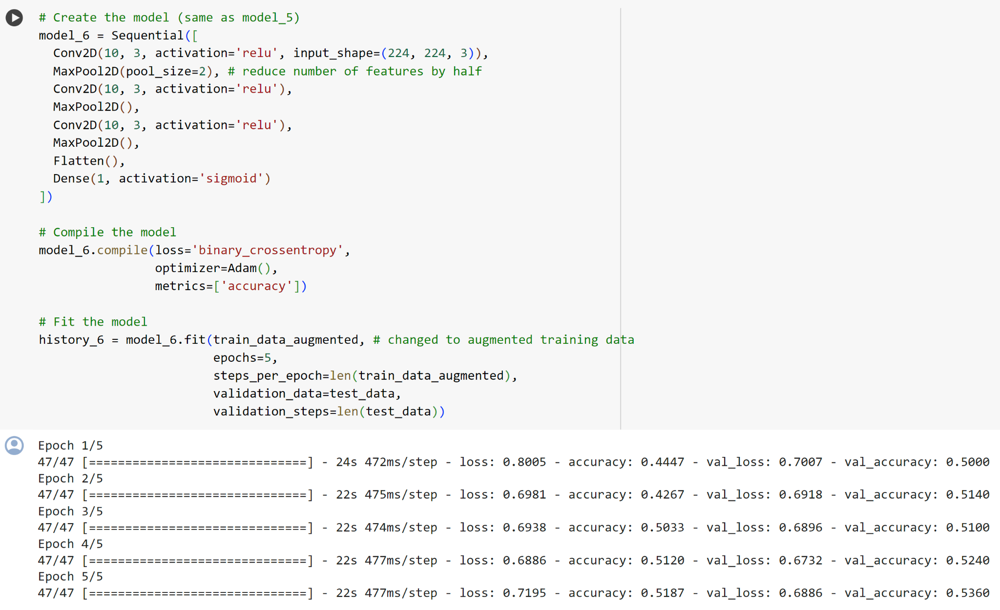 # Create the model (same as model_5)
model_6 = Sequential([
  Conv2D(10, 3, activation='relu', input_shape=(224, 224, 3)),
  MaxPool2D(pool_size=2), # reduce number of features by half
  Conv2D(10, 3, activation='relu'),
  MaxPool2D(),
  Conv2D(10, 3, activation='relu'),
  MaxPool2D(),
  Flatten(),
  Dense(1, activation='sigmoid')
])

# Compile the model
model_6.compile(loss='binary_crossentropy',
                optimizer=Adam(),
                metrics=['accuracy'])

# Fit the model
history_6 = model_6.fit(train_data_augmented, # changed to augmented training data
                        epochs=5,
                        steps_per_epoch=len(train_data_augmented),
                        validation_data=test_data,
                        validation_steps=len(test_data))
Epoch 1/5
47/47 [==============================] - 24s 472ms/step - loss: 0.8005 - accuracy: 0.4447 - val_loss: 0.7007 - val_accuracy: 0.5000
Epoch 2/5
47/47 [==============================] - 22s 475ms/step - loss: 0.6981 - accuracy: 0.4267 - val_loss: 0.6918 - val_accuracy: 0.5140
Epoch 3/5
47/47 [==============================] - 22s 474ms/step - loss: 0.6938 - accuracy: 0.5033 - val_loss: 0.6896 - val_accuracy: 0.5100
Epoch 4/5
47/47 [==============================] - 22s 477ms/step - loss: 0.6886 - accuracy: 0.5120 - val_loss: 0.6732 - val_accuracy: 0.5240
Epoch 5/5
47/47 [==============================] - 22s 477ms/step - loss: 0.7195 - accuracy: 0.5187 - val_loss: 0.6886 - val_accuracy: 0.5360